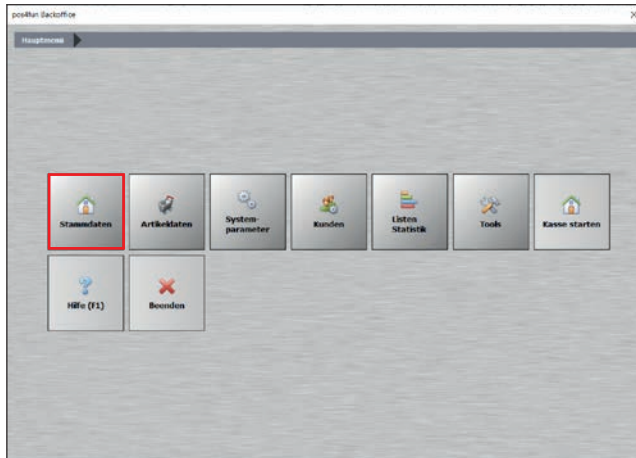 pos4fun Backoffice
Hauptmenü
Stammdaten
Artikeldaten
System-
parameter
Kunden
Listen
Statistik
Tools
Kasse starten
Hilfe (F1)
Beenden